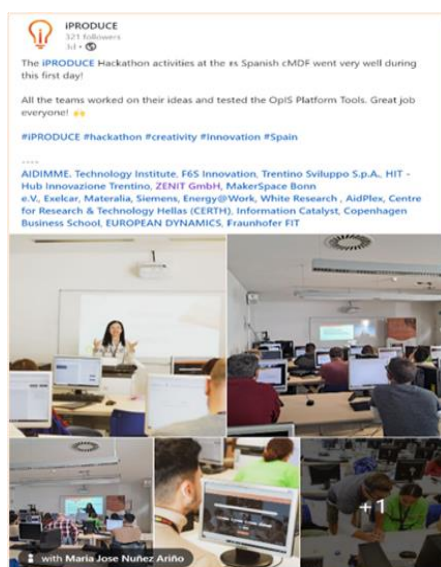 iPRODUCE
321 followers
3d •
The iPRODUCE Hackathon activities at the ES Spanish cMDF went very well during
this first day!
All the teams worked on their ideas and tested the OpIS Platform Tools. Great job
everyone! 🙌
#iPRODUCE #hackathon #creativity #Innovation #Spain
----
AIDIMME. Technology Institute, F6S Innovation, Trentino Sviluppo S.p.A., HIT -
Hub Innovazione Trentino, ZENIT GmbH, MakerSpace Bonn
e.V., Exelcar, Materalia, Siemens, Energy@Work, White Research , AidPlex, Centre
for Research & Technology Hellas (CERTH), Information Catalyst, Copenhagen
Business School, EUROPEAN DYNAMICS, Fraunhofer FIT
+1
with Maria Jose Nuñez Ariño